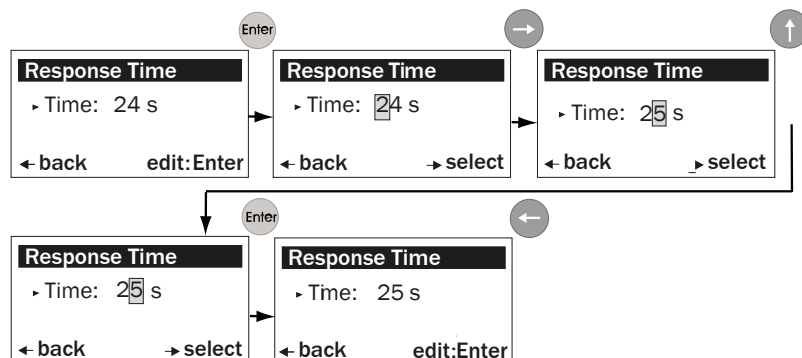 Enter
Response Time
▸ Time: 24 s
← back edit:Enter
Response Time
▸ Time: 24 s
← back → select
Response Time
▸ Time: 25 s
← back → select
Enter
Response Time
▸ Time: 25 s
← back → select
Response Time
▸ Time: 25 s
← back edit:Enter